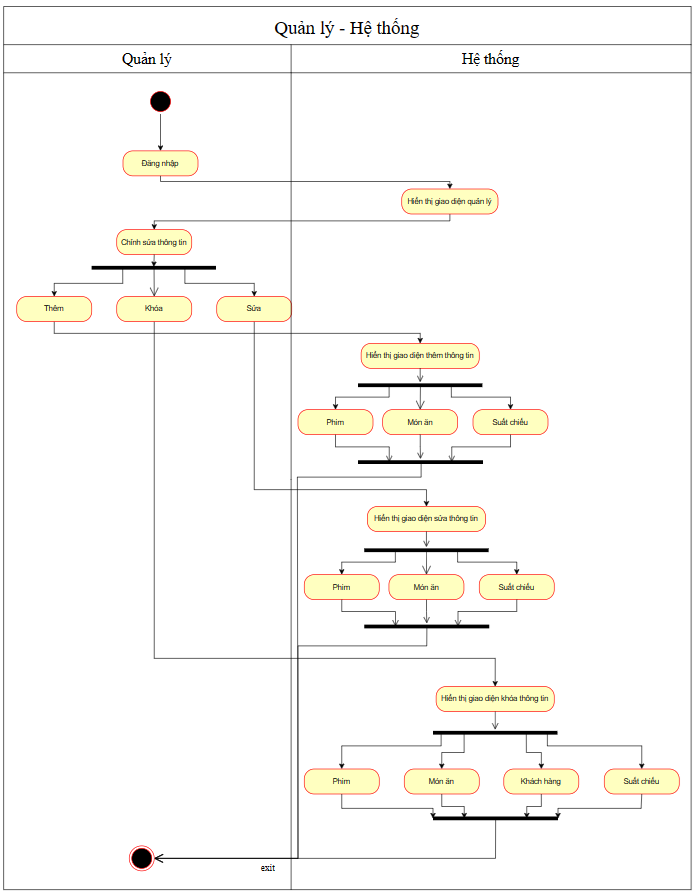 Quản lý - Hệ thống
Quản lý
Hệ thống
Đăng nhập
Hiển thị giao diện quản lý
Chỉnh sửa thông tin
Thêm
Khóa
Sửa
Hiển thị giao diện thêm thông tin
Phim
Món ăn
Suất chiếu
Hiển thị giao diện sửa thông tin
Phim
Món ăn
Suất chiếu
Hiển thị giao diện khóa thông tin
Phim
Món ăn
Khách hàng
Suất chiếu
exit